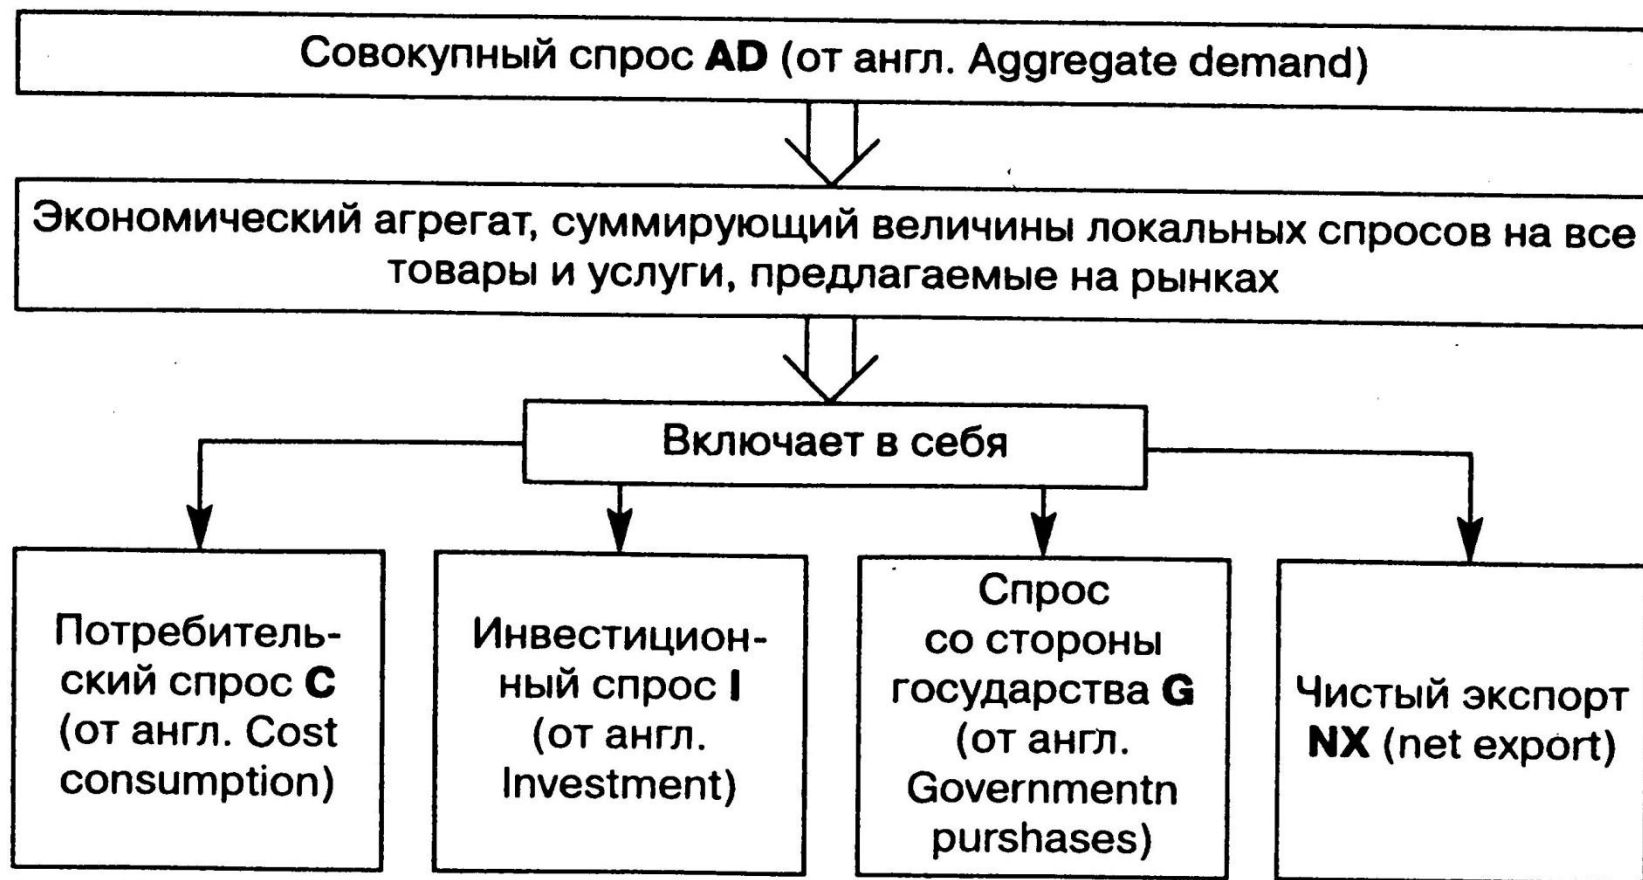 Совокупный спрос AD (от англ. Aggregate demand)
Экономический агрегат, суммирующий величины локальных спросов на все
товары и услуги, предлагаемые на рынках
Включает в себя
Потребитель-
ский спрос C
(от англ. Cost
consumption)
Инвестицион-
ный спрос I
(от англ.
Investment)
Спрос
со стороны
государства G
(от англ.
Governmentn
purshases)
Чистый экспорт
NX (net export)